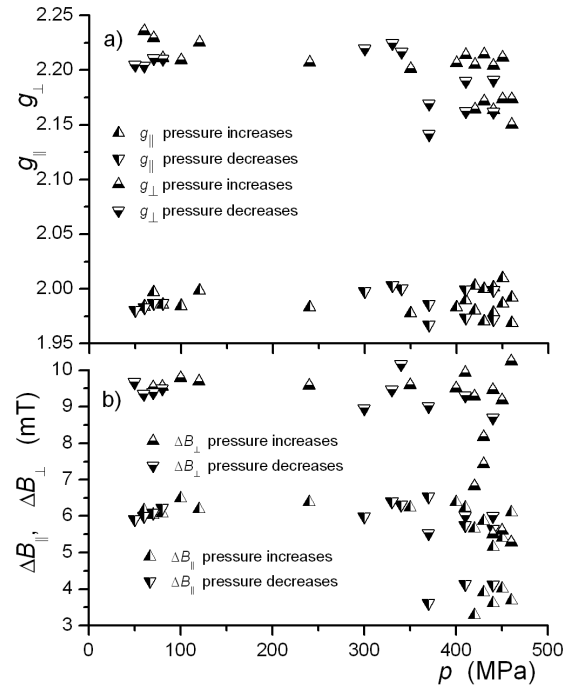 a)
g∥ g⊥
2.25
2.20
2.15
2.10
2.05
2.00
1.95
g∥ pressure increases
g∥ pressure decreases
g⊥ pressure increases
g⊥ pressure decreases
b)
ΔB∥, ΔB⊥ (mT)
10
9
8
7
6
5
4
3
ΔB⊥ pressure increases
ΔB⊥ pressure decreases
ΔB∥ pressure increases
ΔB∥ pressure decreases
0 100 200 300 400 500
p (MPa)